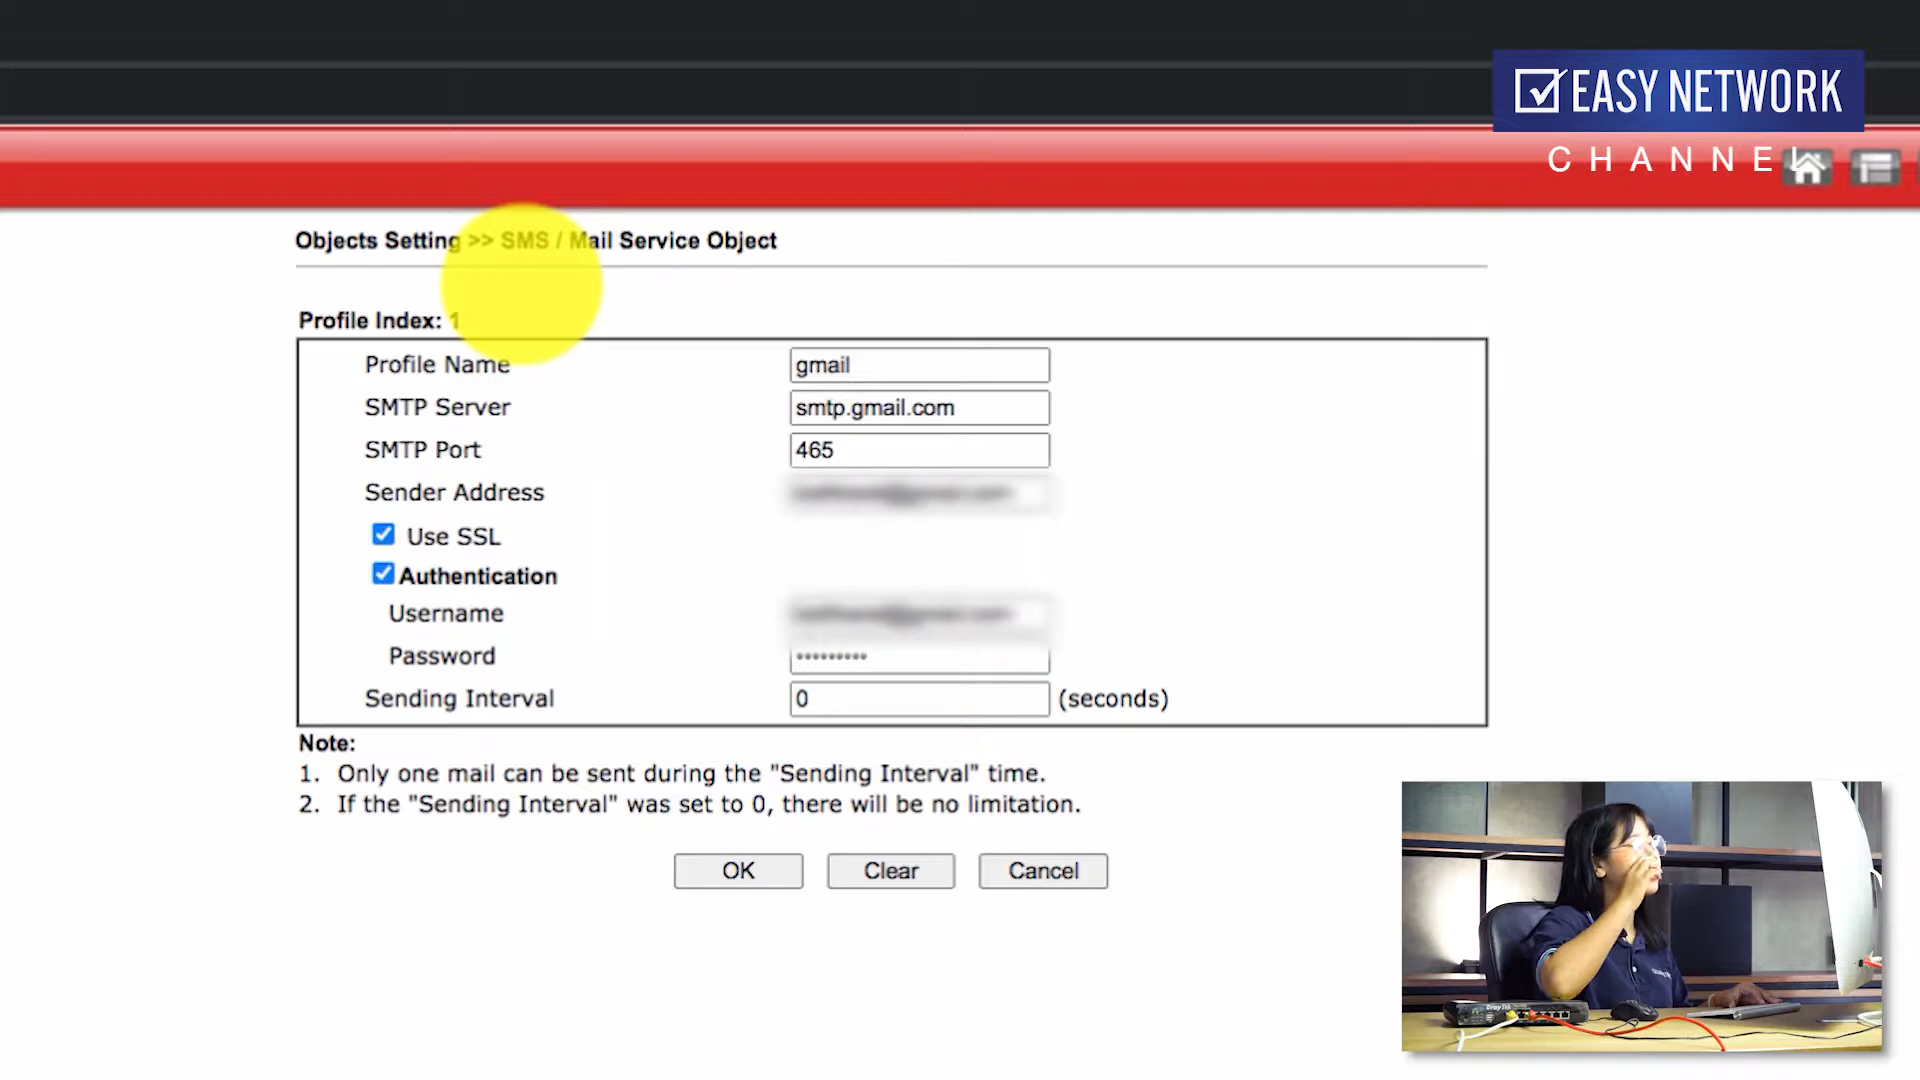 EASY NETWORK
CHANNEL
Objects Setting >> SMS / Mail Service Object
Profile Index: 1
Profile Name gmail
SMTP Server smtp.gmail.com
SMTP Port 465
Sender Address
Use SSL
Authentication
Username
Password •••••••••
Sending Interval 0 (seconds)
Note:
1. Only one mail can be sent during the "Sending Interval" time.
2. If the "Sending Interval" was set to 0, there will be no limitation.
OK Clear Cancel
DrayTek